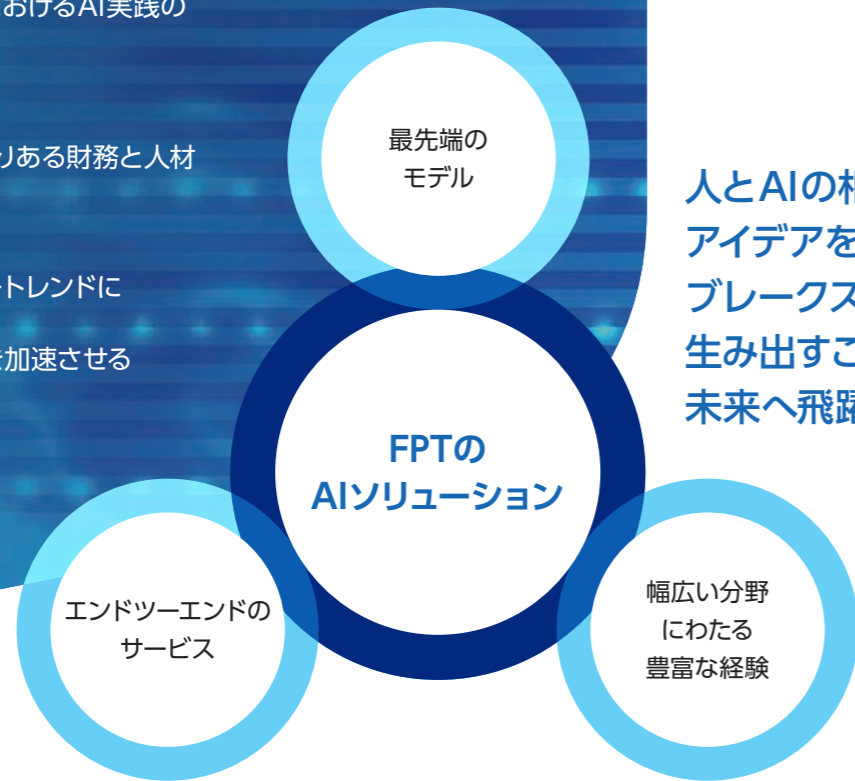 おけるAI実践の
りある財務と人材
トレンドに
を加速させる
最先端の
モデル
人とAIの
アイデアを
ブレークス
生み出すこ
未来へ飛躍
FPTの
AIソリューション
エンドツーエンドの
サービス
幅広い分野
にわたる
豊富な経験